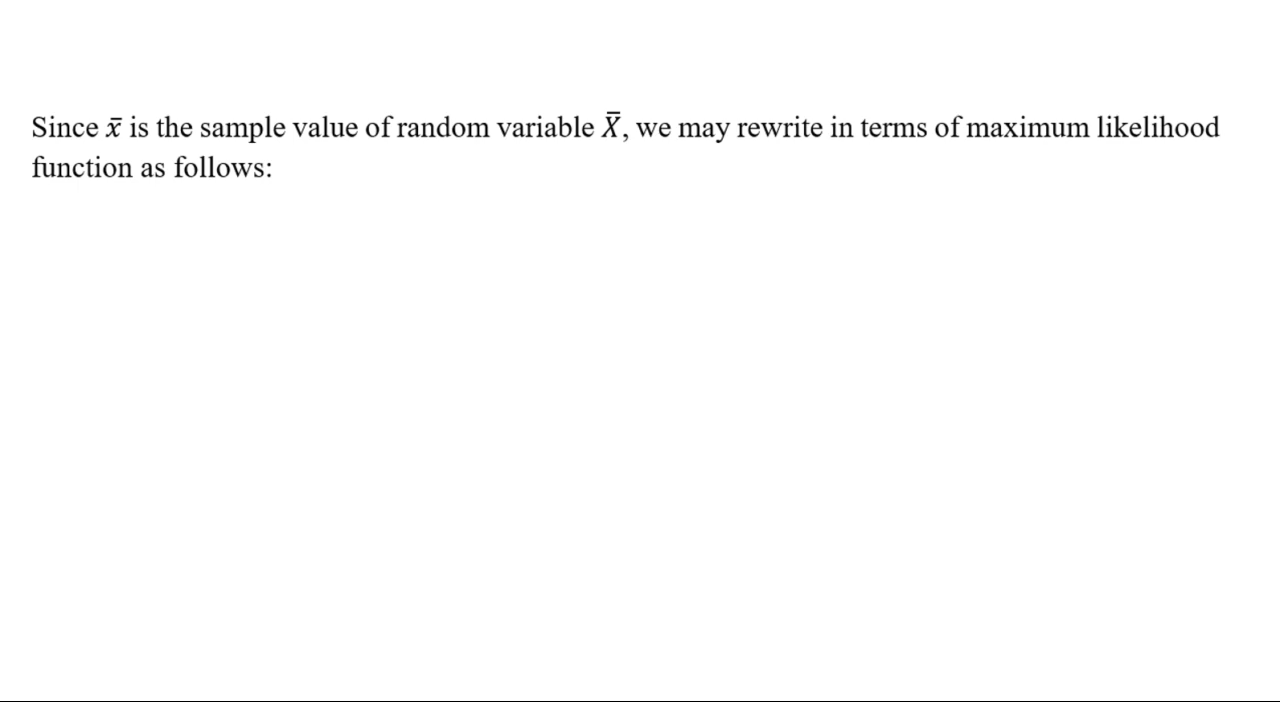 Since x̄ is the sample value of random variable X̄, we may rewrite in terms of maximum likelihood
function as follows: